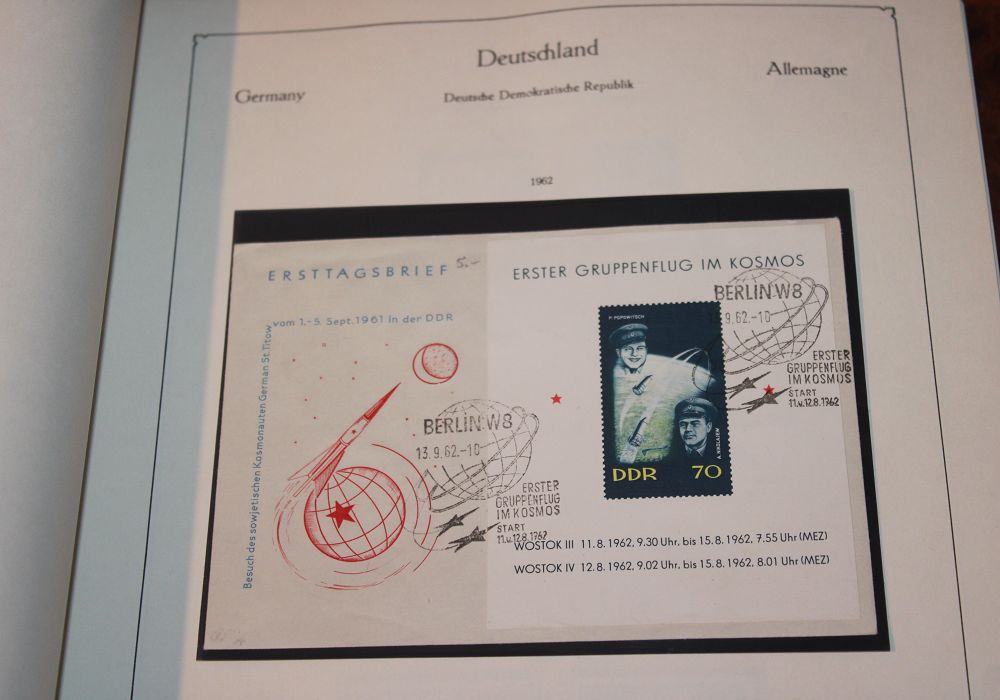 Deutschland
Germany
Deutsche Demokratische Republik
Allemagne
1962
ERSTTAGSBRIEF
5.-
vom 1.-5. Sept. 1961 in der DDR
Besuch des sowjetischen Kosmonauten German St. Titow
BERLIN W8
13.9.62.-10
ERSTER
GRUPPENFLUG
IM KOSMOS
START
11.u.12.8.1962
ERSTER GRUPPENFLUG IM KOSMOS
P. POPOWITSCH
A. NIKOLAJEW
DDR 70
BERLIN W8
13.9.62.-10
ERSTER
GRUPPENFLUG
IM KOSMOS
START
11.u.12.8.1962
WOSTOK III 11.8.1962, 9.30 Uhr, bis 15.8.1962, 7.55 Uhr (MEZ)
WOSTOK IV 12.8.1962, 9.02 Uhr, bis 15.8.1962, 8.01 Uhr (MEZ)